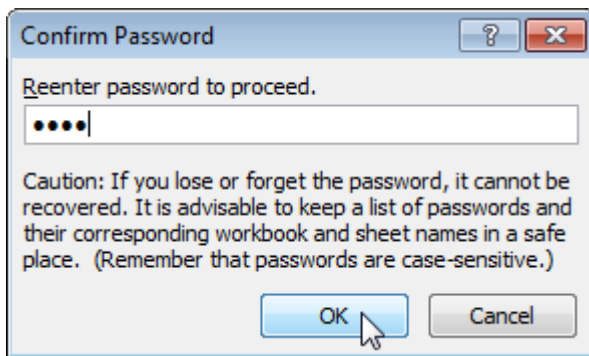 Confirm Password
?
Reenter password to proceed.
●●●●
Caution: If you lose or forget the password, it cannot be
recovered. It is advisable to keep a list of passwords and
their corresponding workbook and sheet names in a safe
place.  (Remember that passwords are case-sensitive.)
OK
Cancel